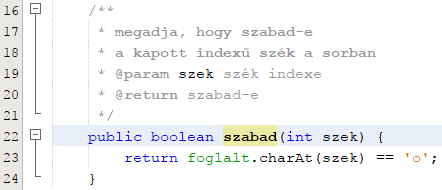 16 /**
17 * megadja, hogy szabad-e
18 * a kapott indexű szék a sorban
19 * @param szek szék indexe
20 * @return szabad-e
21 */
22 public boolean szabad(int szek) {
23 return foglalt.charAt(szek) == 'o';
24 }